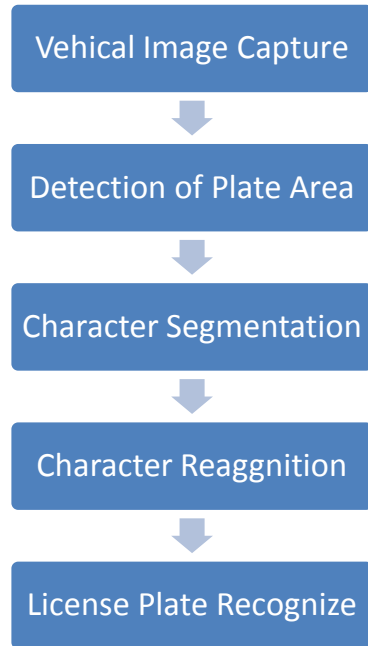 Vehical Image Capture
Detection of Plate Area
Character Segmentation
Character Reaggnition
License Plate Recognize